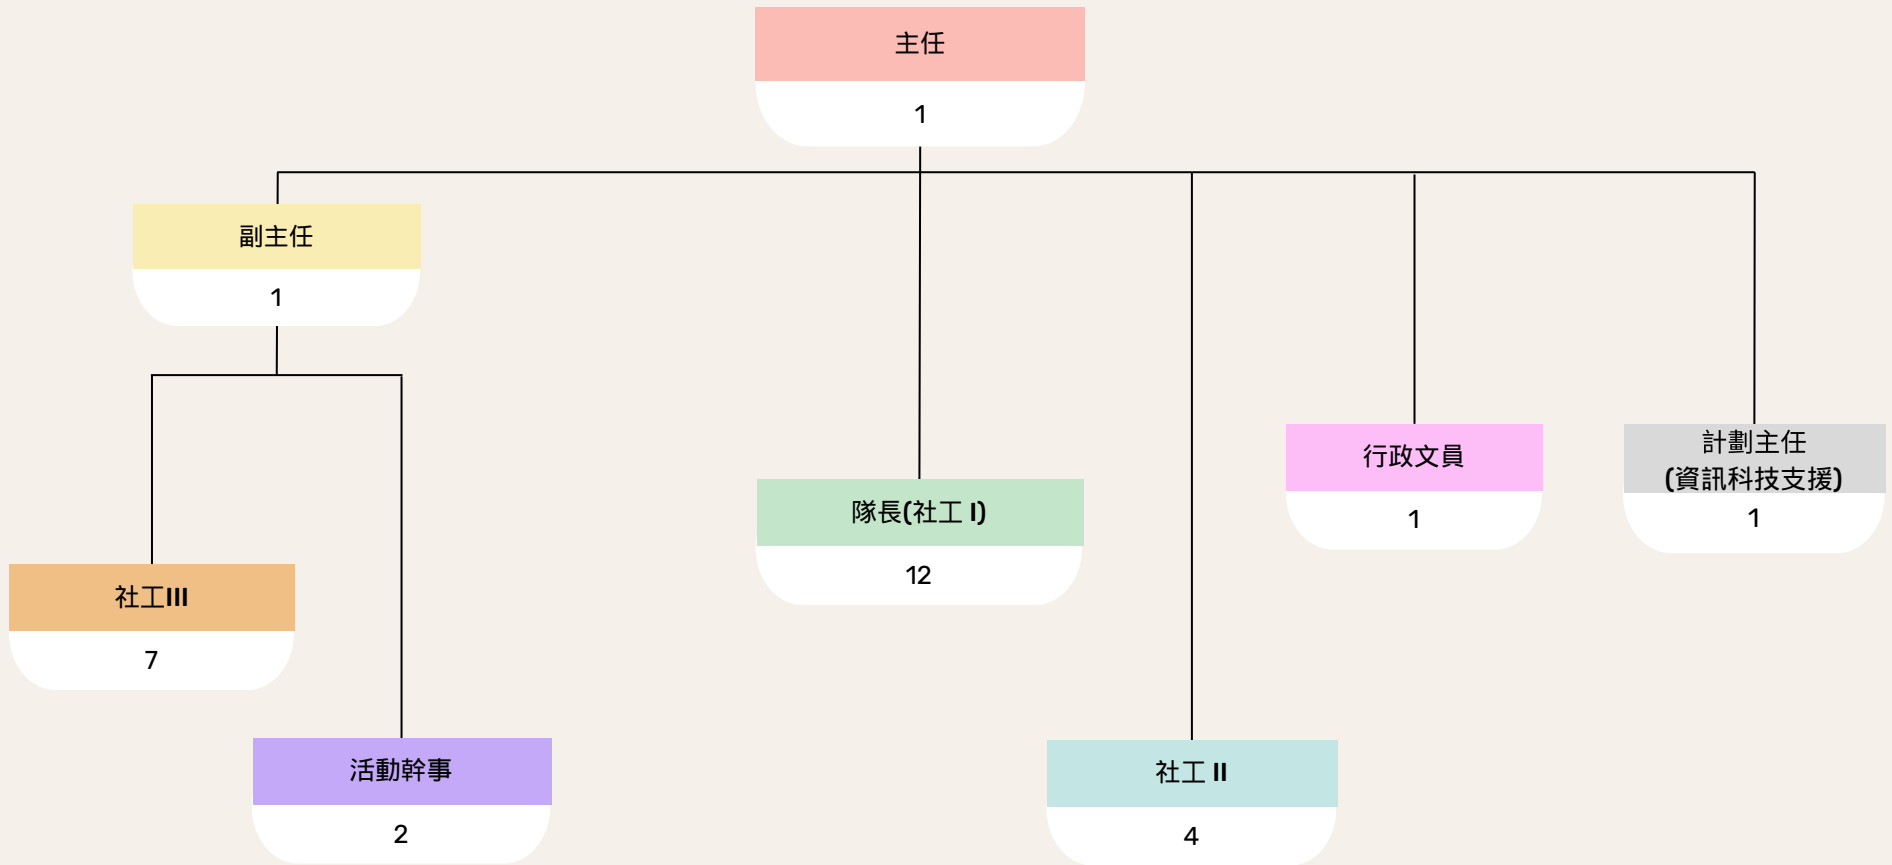 主任
1
副主任
1
行政文員
1
計劃主任
(資訊科技支援)
1
隊長(社工 I)
12
社工III
7
活動幹事
2
社工 II
4